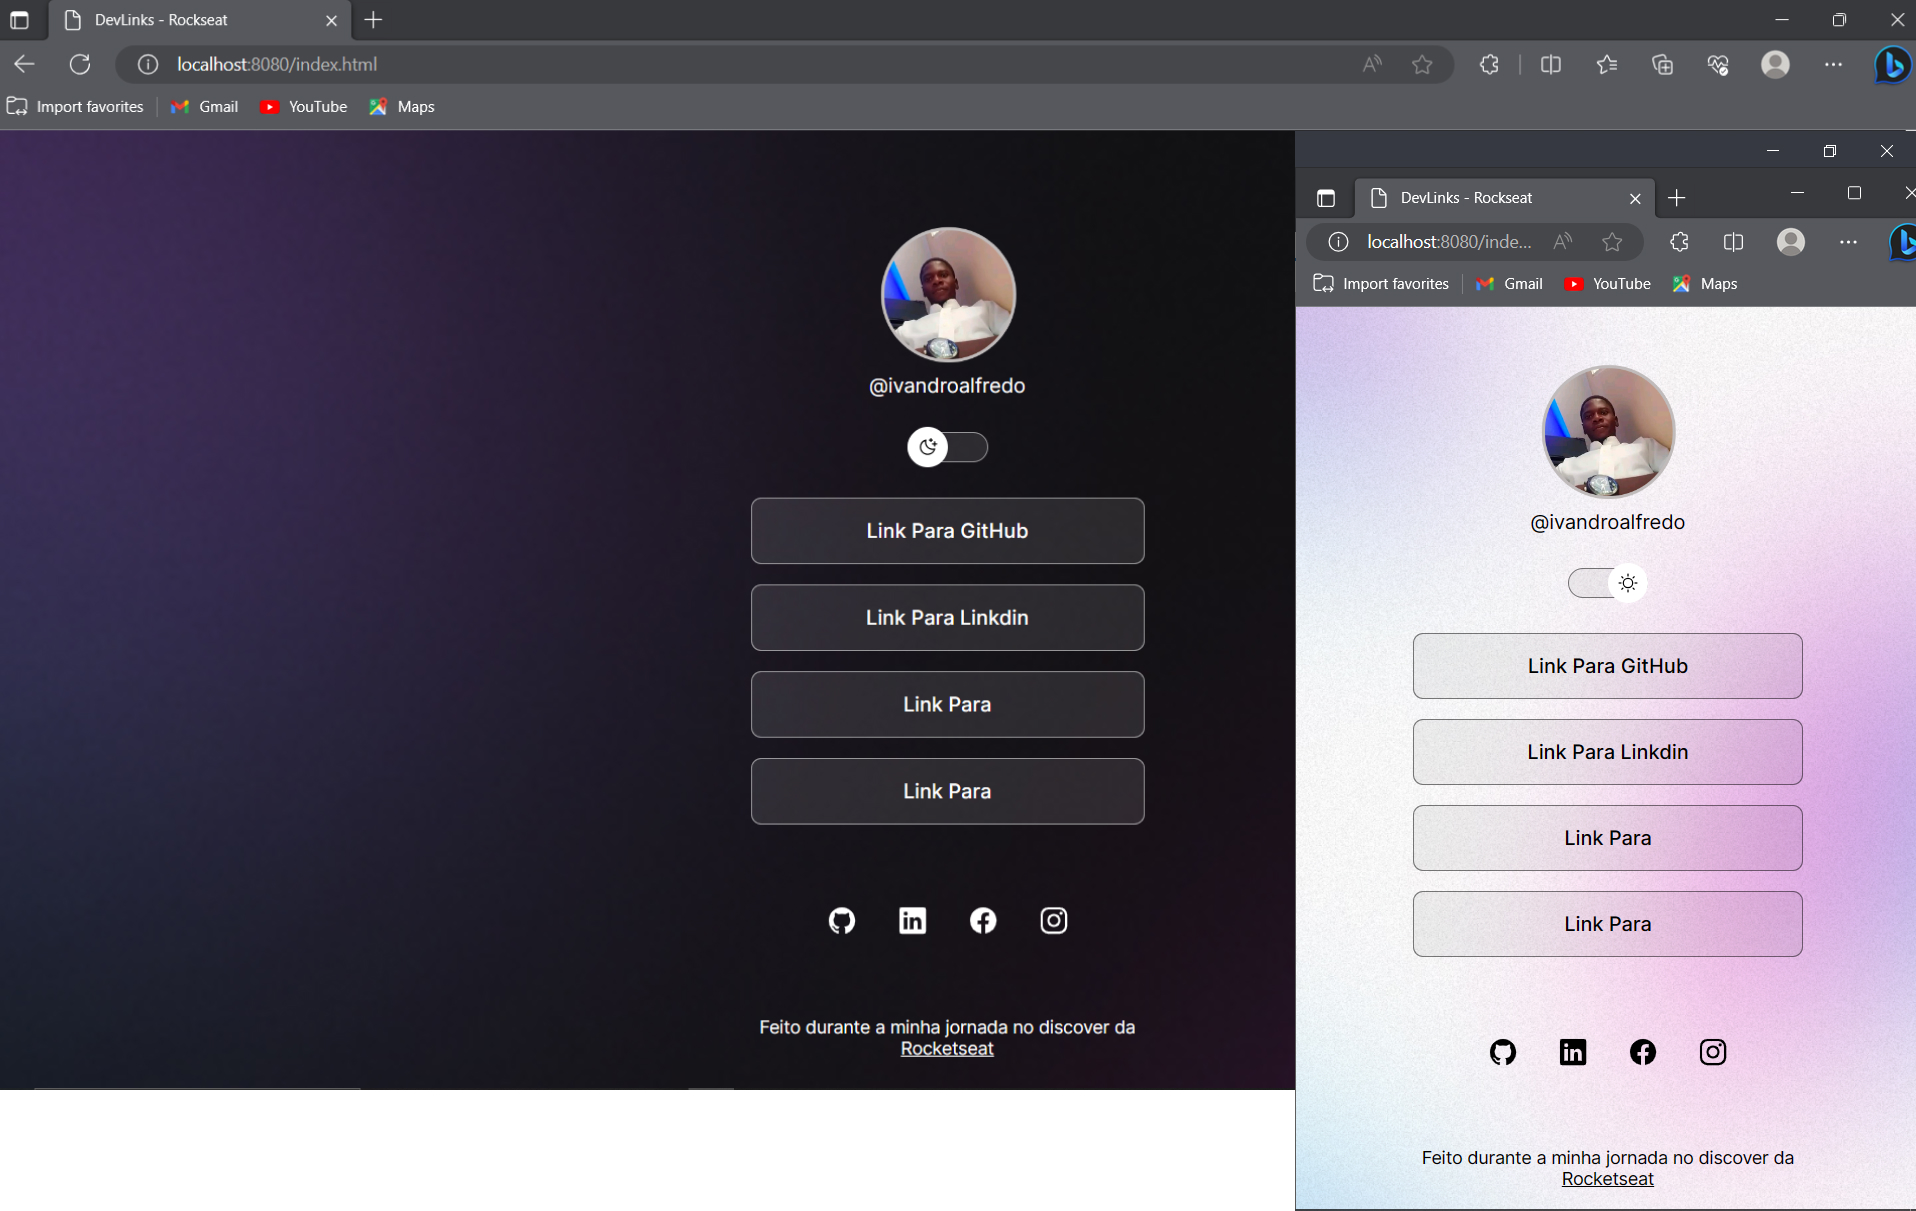 DevLinks - Rockseat
localhost:8080/index.html
Import favorites
Gmail
YouTube
Maps
@ivandroalfredo
Link Para GitHub
Link Para Linkdin
Link Para
Link Para
Feito durante a minha jornada no discover da
Rocketseat
DevLinks - Rockseat
localhost:8080/inde...
Import favorites
Gmail
YouTube
Maps
@ivandroalfredo
Link Para GitHub
Link Para Linkdin
Link Para
Link Para
Feito durante a minha jornada no discover da
Rocketseat